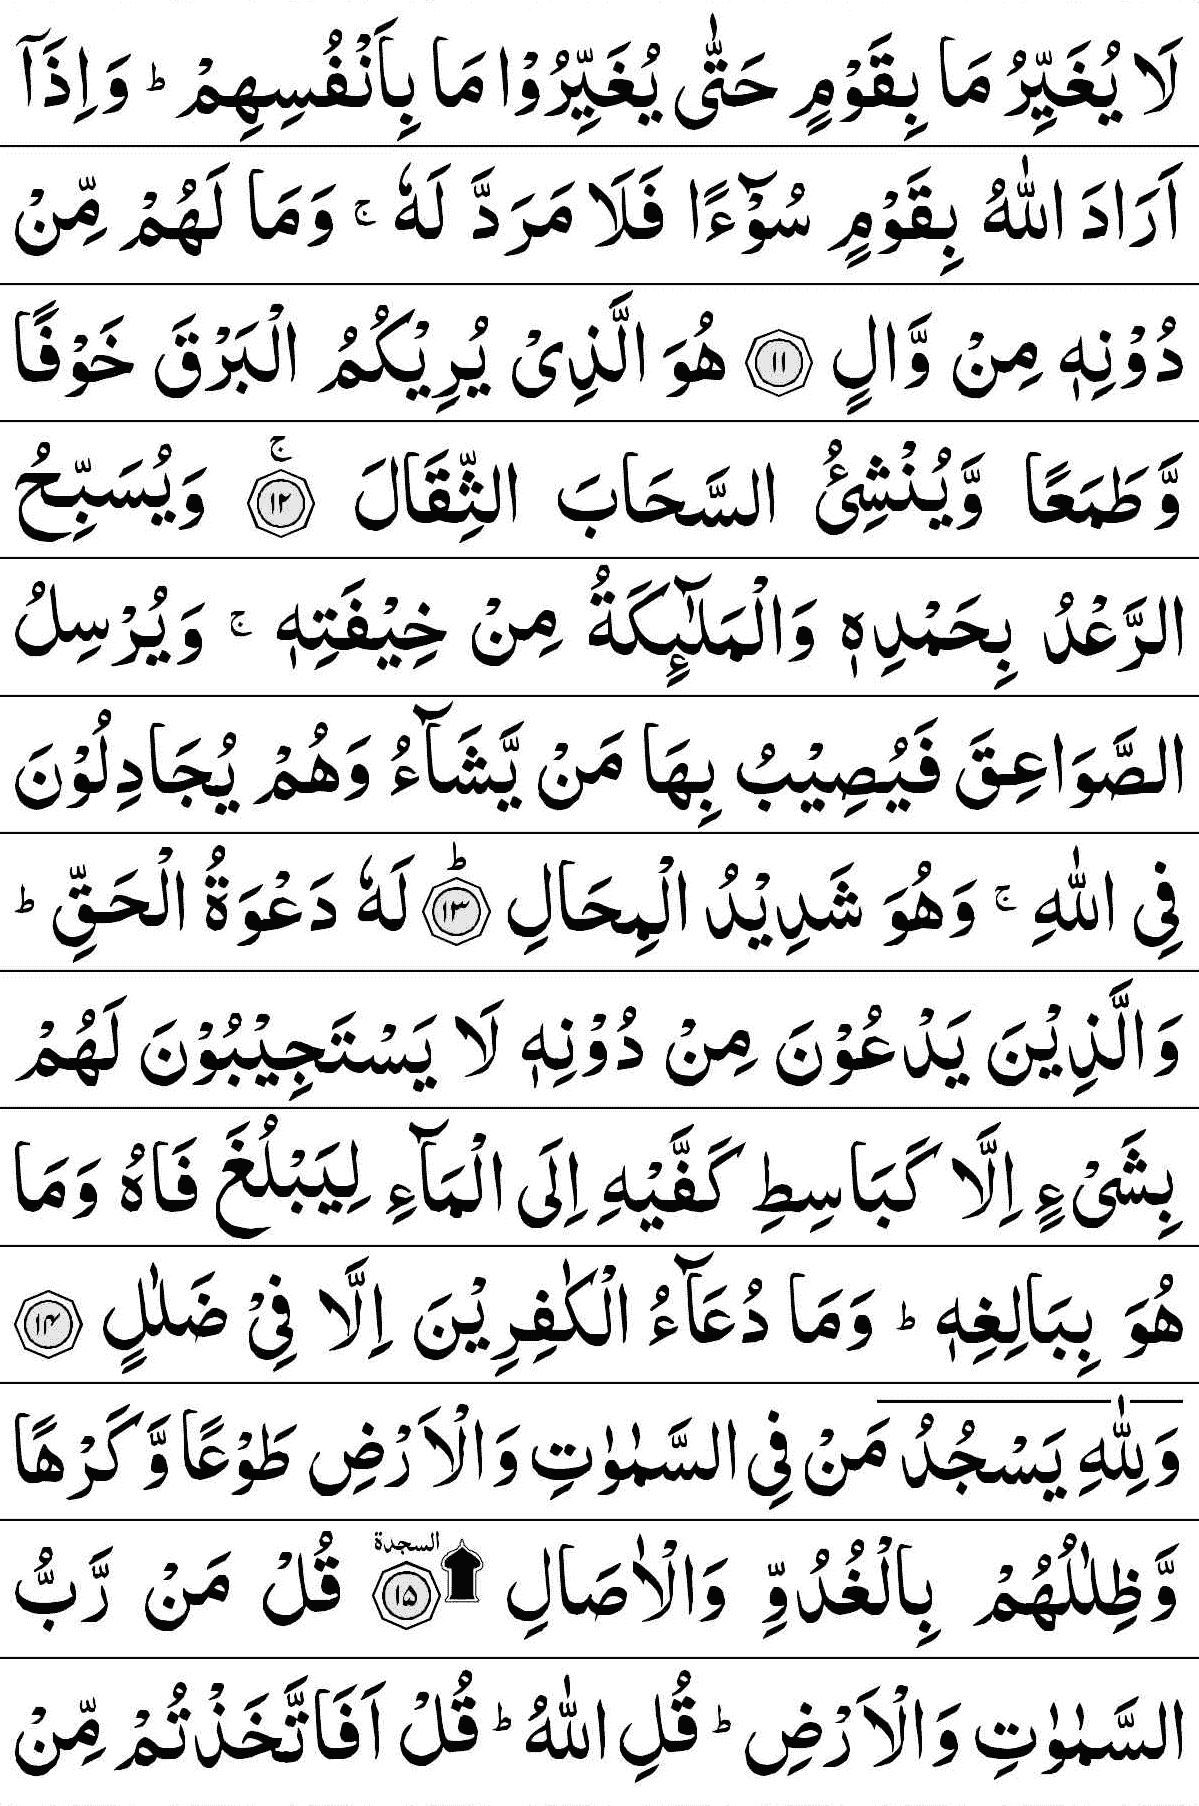 لَا يُغَيِّرُ مَا بِقَوْمٍ حَتّٰى يُغَيِّرُوْا مَا بِاَنْفُسِهِمْ ؕ وَاِذَاۤ
اَرَادَ اللّٰهُ بِقَوْمٍ سُوْٓءًا فَلَا مَرَدَّ لَهٗ ۚ وَمَا لَهُمْ مِّنْ
دُوْنِهٖ مِنْ وَّالٍ ۝۱۱ هُوَ الَّذِىْ يُرِيْكُمُ الْبَرْقَ خَوْفًا
وَّطَمَعًا وَّيُنْشِئُ السَّحَابَ الثِّقَالَ ۝۱۲ۚ وَيُسَبِّحُ
الرَّعْدُ بِحَمْدِهٖ وَالْمَلٰٓئِكَةُ مِنْ خِيْفَتِهٖ ۚ وَيُرْسِلُ
الصَّوَاعِقَ فَيُصِيْبُ بِهَا مَنْ يَّشَآءُ وَهُمْ يُجَادِلُوْنَ
فِى اللّٰهِ ۚ وَهُوَ شَدِيْدُ الْمِحَالِ ۝۱۳ؕ لَهٗ دَعْوَةُ الْحَقِّ ؕ
وَالَّذِيْنَ يَدْعُوْنَ مِنْ دُوْنِهٖ لَا يَسْتَجِيْبُوْنَ لَهُمْ
بِشَىْءٍ اِلَّا كَبَاسِطِ كَفَّيْهِ اِلَى الْمَآءِ لِيَبْلُغَ فَاهُ وَمَا
هُوَ بِبَالِغِهٖ ؕ وَمَا دُعَآءُ الْكٰفِرِيْنَ اِلَّا فِىْ ضَلٰلٍ ۝۱۴
وَلِلّٰهِ يَسْجُدُ مَنْ فِى السَّمٰوٰتِ وَالْاَرْضِ طَوْعًا وَّكَرْهًا
وَّظِلٰلُهُمْ بِالْغُدُوِّ وَالْاٰصَالِ ۩ السجدة ۝۱۵ قُلْ مَنْ رَّبُّ
السَّمٰوٰتِ وَالْاَرْضِ ؕ قُلِ اللّٰهُ ؕ قُلْ اَفَاتَّخَذْتُمْ مِّنْ